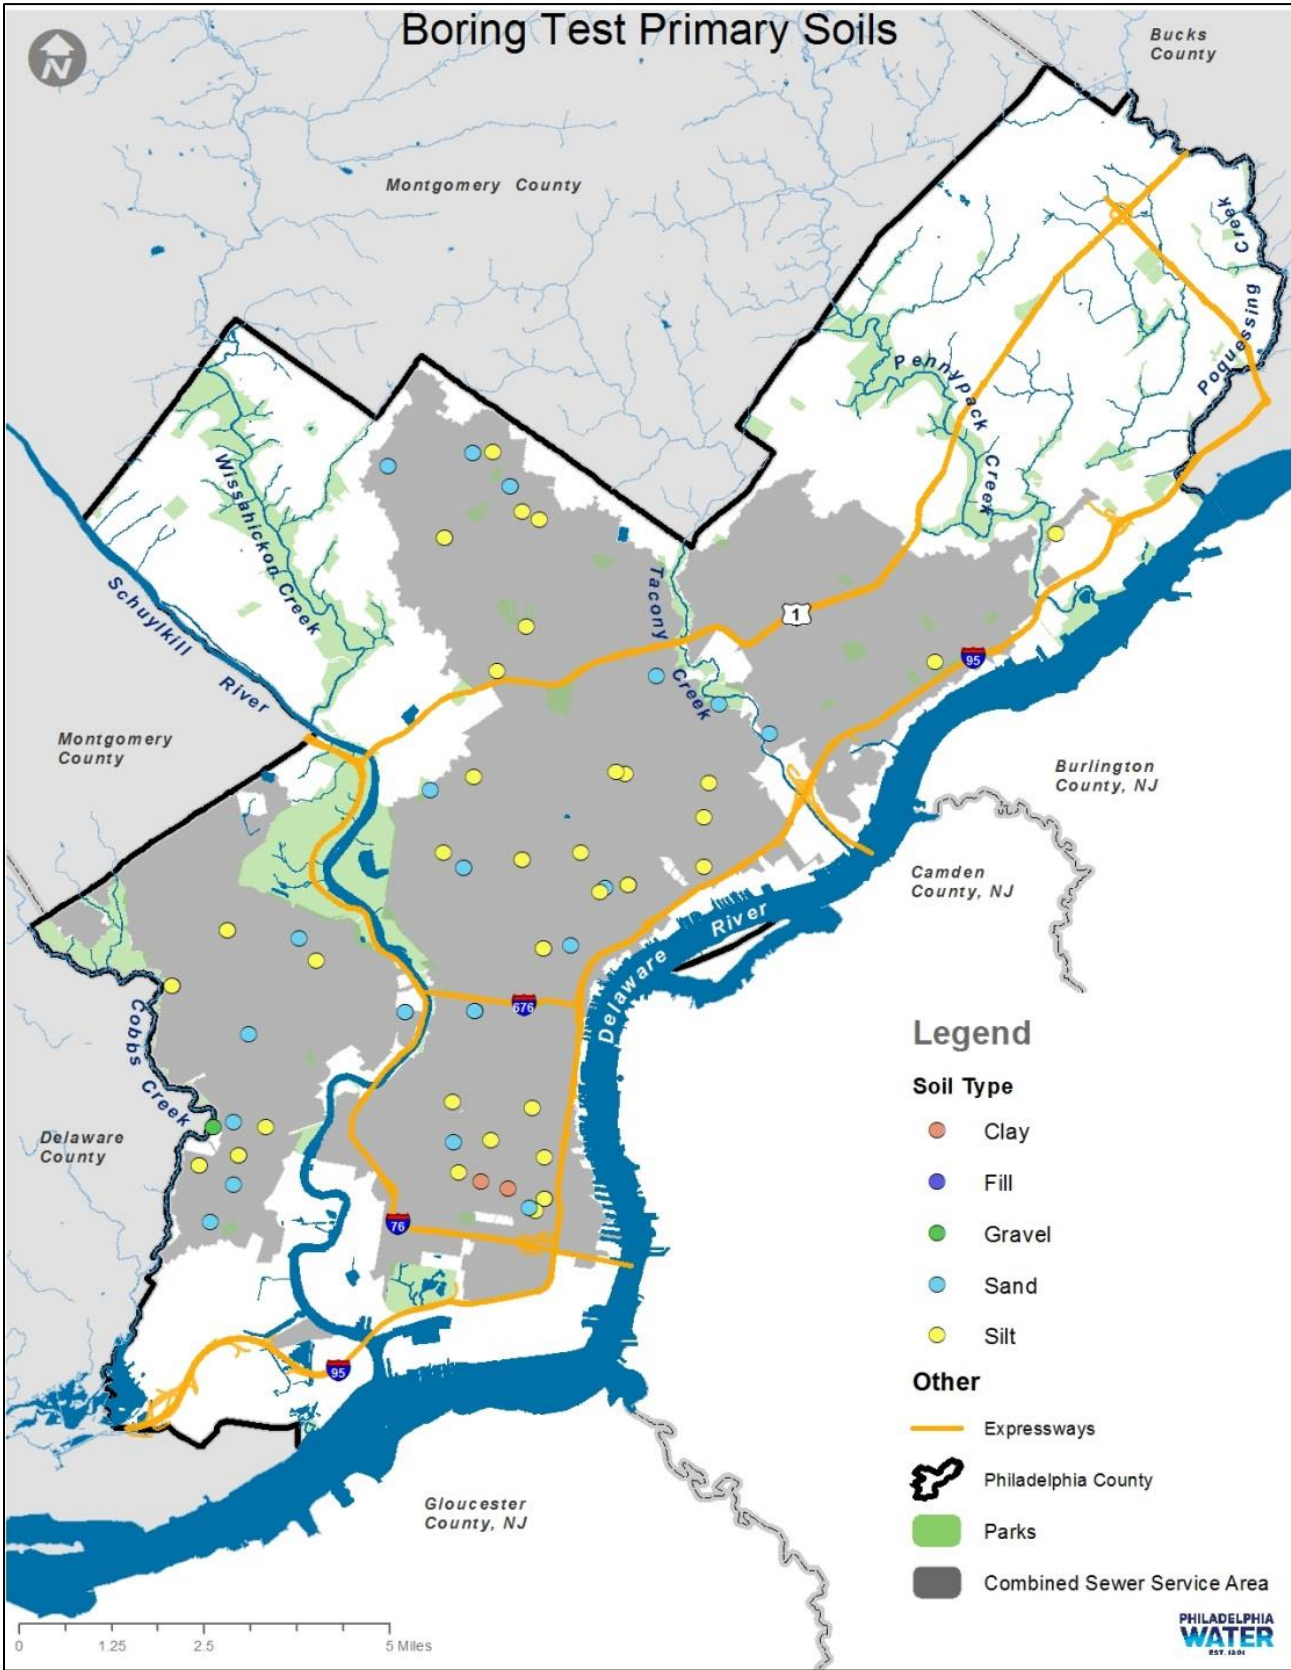 Boring Test Primary Soils
N
Bucks
County
Montgomery County
Poquessing Creek
Pennypack Creek
Wissahickon Creek
Tacony Creek
1
95
Schuylkill River
Montgomery
County
Burlington
County, NJ
Camden
County, NJ
Delaware River
676
Cobbs Creek
Delaware
County
76
95
Gloucester
County, NJ
Legend
Soil Type
Clay
Fill
Gravel
Sand
Silt
Other
Expressways
Philadelphia County
Parks
Combined Sewer Service Area
0 1.25 2.5 5 Miles
PHILADELPHIA
WATER
EST. 1801